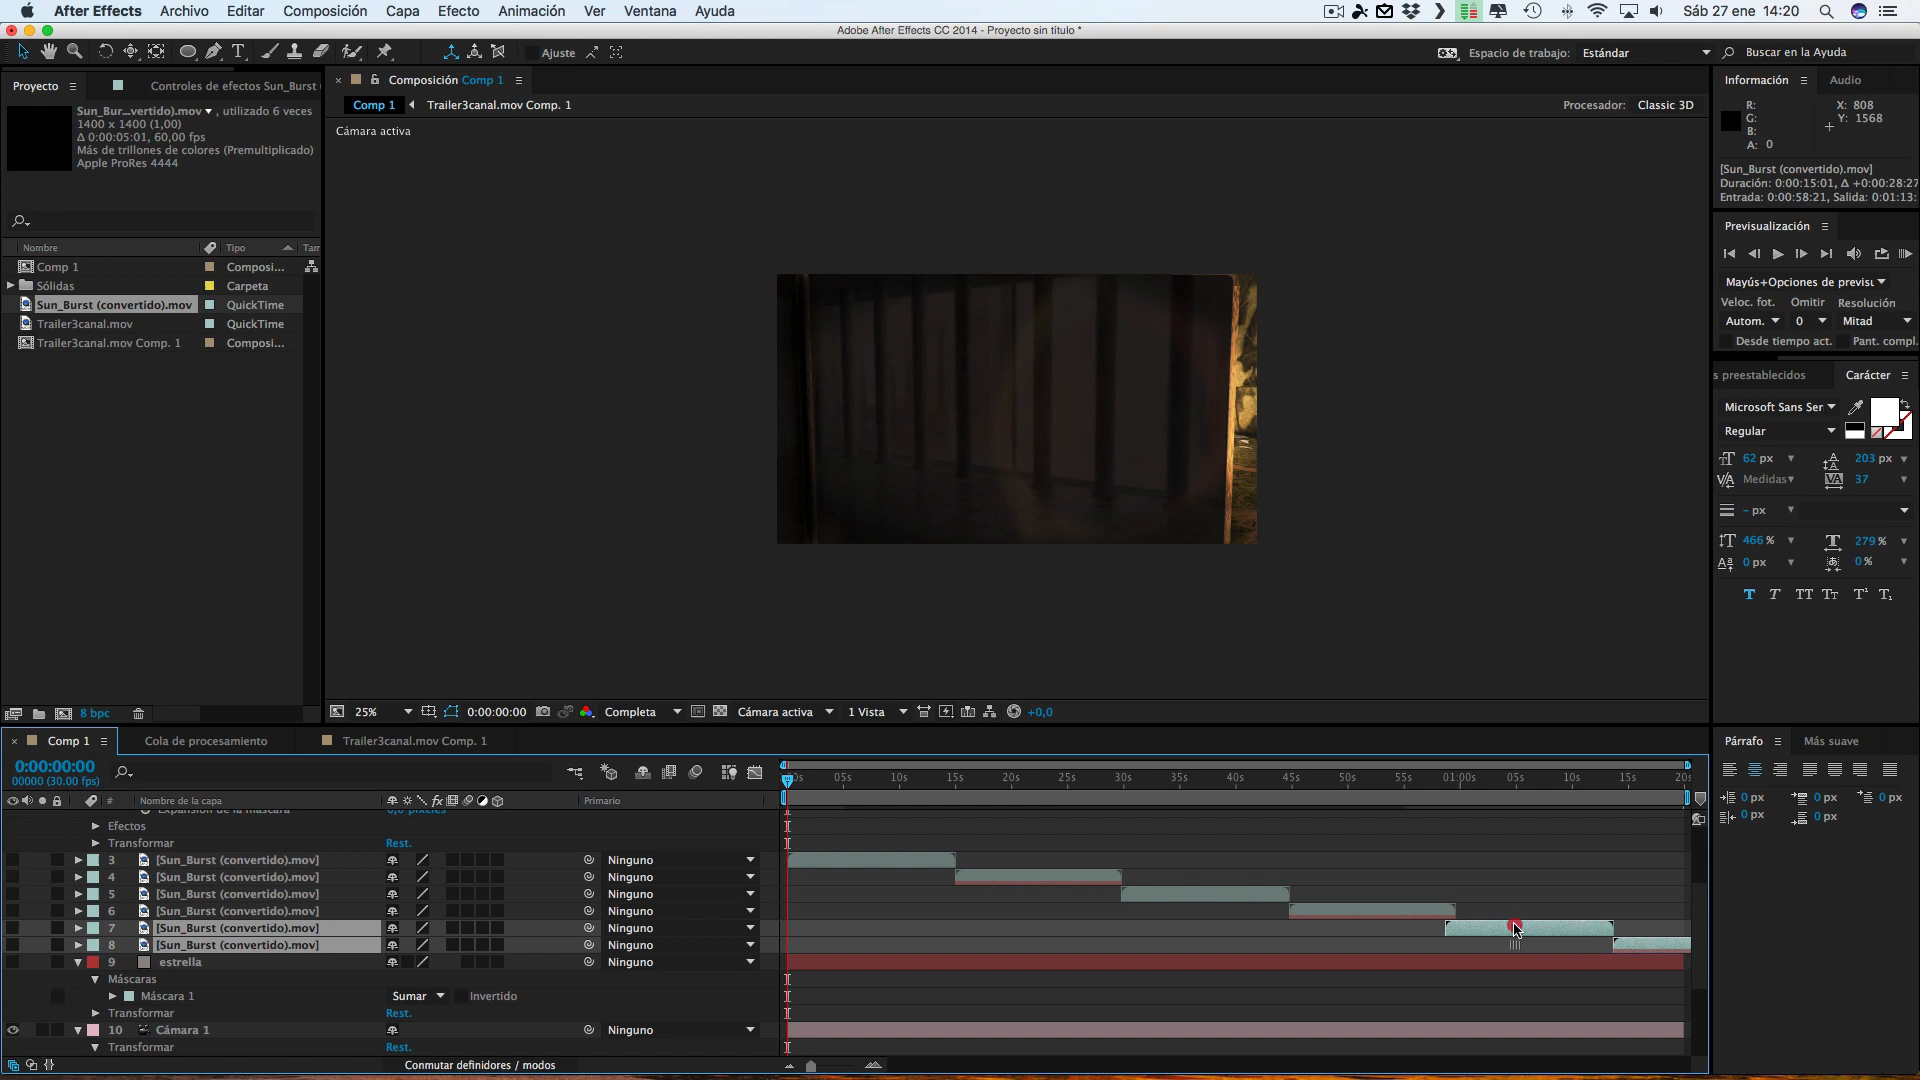 After Effects Archivo Editar Composición Capa Efecto Animación Ver Ventana Ayuda Sáb 27 ene 14:20
Adobe After Effects CC 2014 - Proyecto sin título *
Ajuste Espacio de trabajo: Estándar Buscar en la Ayuda
Proyecto Controles de efectos Sun_Burst
Sun_Bur...vertido).mov , utilizado 6 veces
1400 x 1400 (1,00)
Δ 0:00:05:01, 60,00 fps
Más de trillones de colores (Premultiplicado)
Apple ProRes 4444
Nombre Tipo Tam
Comp 1 Composi...
Sólidas Carpeta
Sun_Burst (convertido).mov QuickTime
Trailer3canal.mov QuickTime
Trailer3canal.mov Comp. 1 Composi...
8 bpc
Composición Comp 1
Comp 1 Trailer3canal.mov Comp. 1 Procesador: Classic 3D
Cámara activa
25% 0:00:00:00 Completa Cámara activa 1 Vista +0,0
Información Audio
R: X: 808
G: Y: 1568
B:
A: 0
[Sun_Burst (convertido).mov]
Duración: 0:00:15:01, Δ +0:00:28:27
Entrada: 0:00:58:21, Salida: 0:01:13:
Previsualización
Mayús+Opciones de previsu
Veloc. fot. Omitir Resolución
Autom. 0 Mitad
Desde tiempo act. Pant. compl.
s preestablecidos Carácter
Microsoft Sans Ser
Regular
62 px 203 px
Medidas 37
- px
466 % 279 %
0 px 0 %
T T TT Tт T¹ T₁
Comp 1 Cola de procesamiento Trailer3canal.mov Comp. 1
0:00:00:00
00000 (30.00 fps)
05s 10s 15s 20s 25s 30s 35s 40s 45s 50s 55s 01:00s 05s 10s 15s 20s
# Nombre de la capa Primario
Expansión de la máscara 0,0 píxeles
Efectos
Transformar Rest.
3 [Sun_Burst (convertido).mov] Ninguno
4 [Sun_Burst (convertido).mov] Ninguno
5 [Sun_Burst (convertido).mov] Ninguno
6 [Sun_Burst (convertido).mov] Ninguno
7 [Sun_Burst (convertido).mov] Ninguno
8 [Sun_Burst (convertido).mov] Ninguno
9 estrella Ninguno
Máscaras
Máscara 1 Sumar Invertido
Transformar Rest.
10 Cámara 1 Ninguno
Transformar Rest.
Conmutar definidores / modos
Párrafo Más suave
0 px 0 px 0 px
0 px 0 px